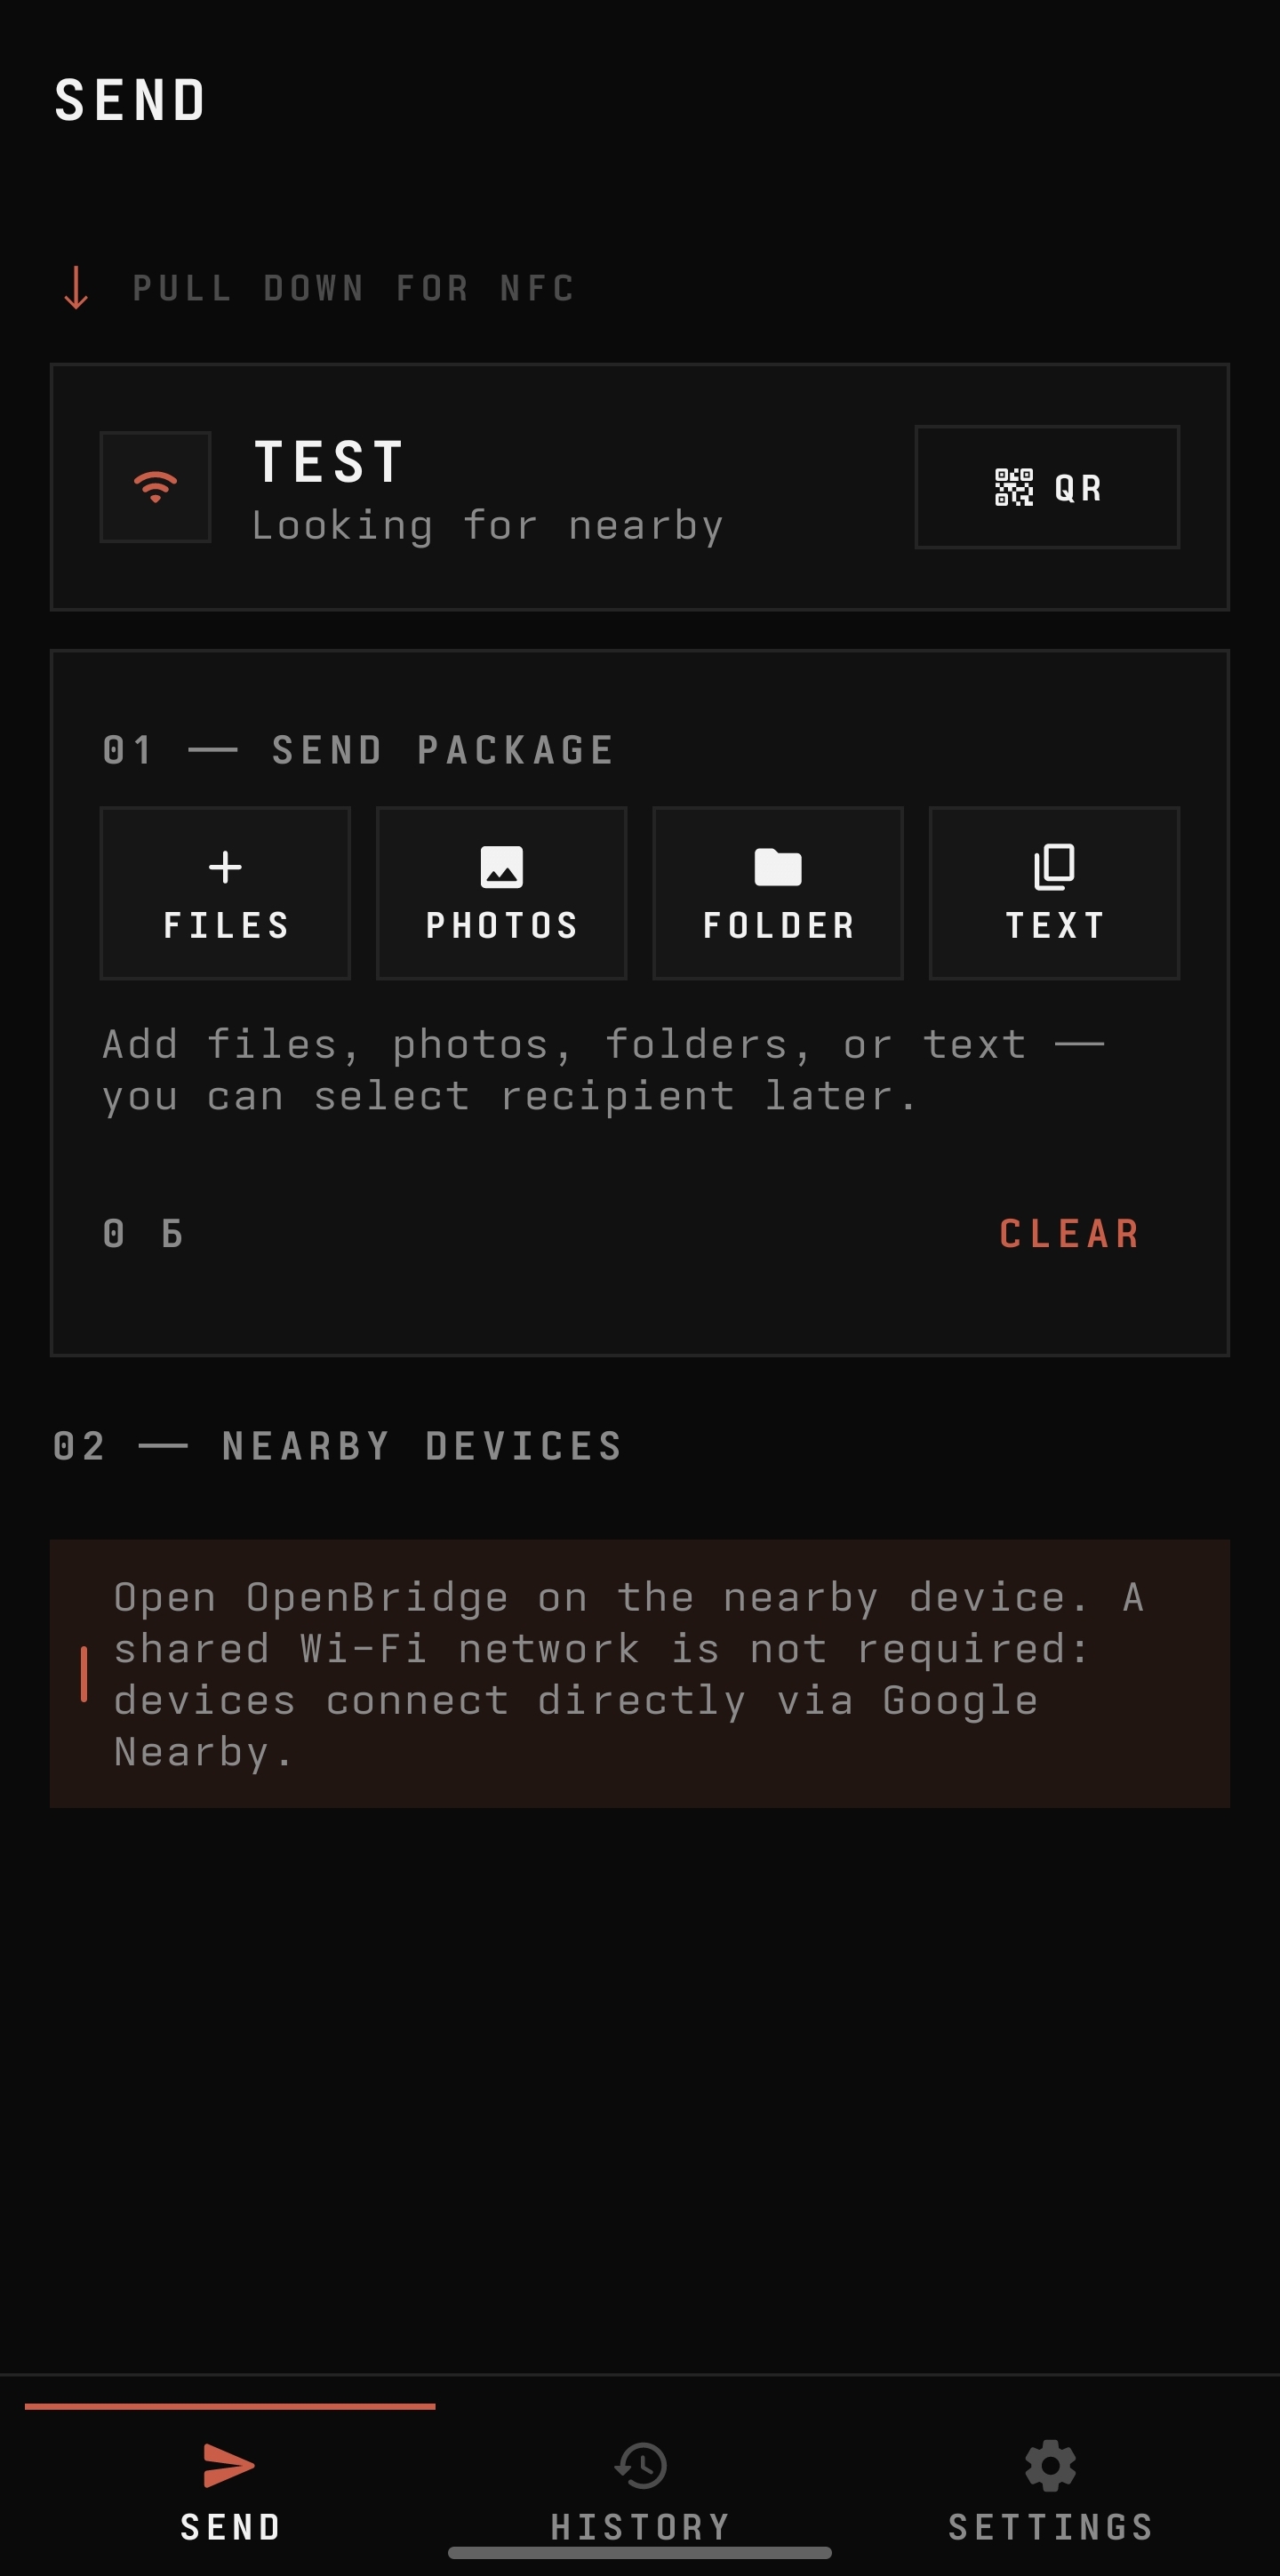 SEND
PULL DOWN FOR NFC
TEST
Looking for nearby
QR
01 — SEND PACKAGE
FILES
PHOTOS
FOLDER
TEXT
Add files, photos, folders, or text —
you can select recipient later.
0 Б
CLEAR
02 — NEARBY DEVICES
Open OpenBridge on the nearby device. A
shared Wi-Fi network is not required:
devices connect directly via Google
Nearby.
SEND
HISTORY
SETTINGS